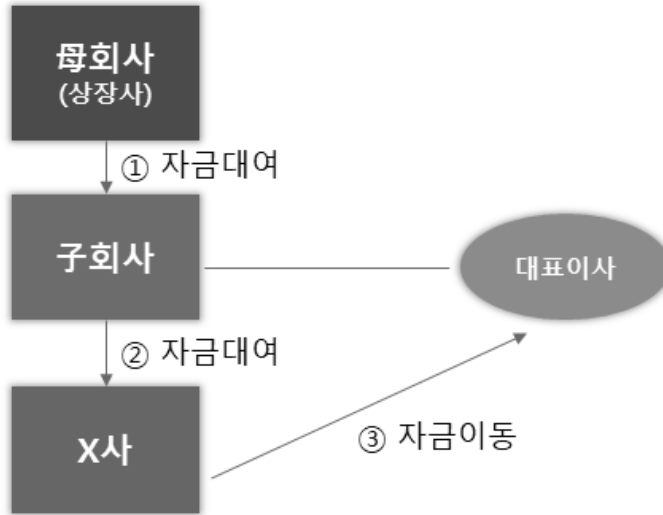 母회사
(상장사)
① 자금대여
子회사
대표이사
② 자금대여
X사
③ 자금이동